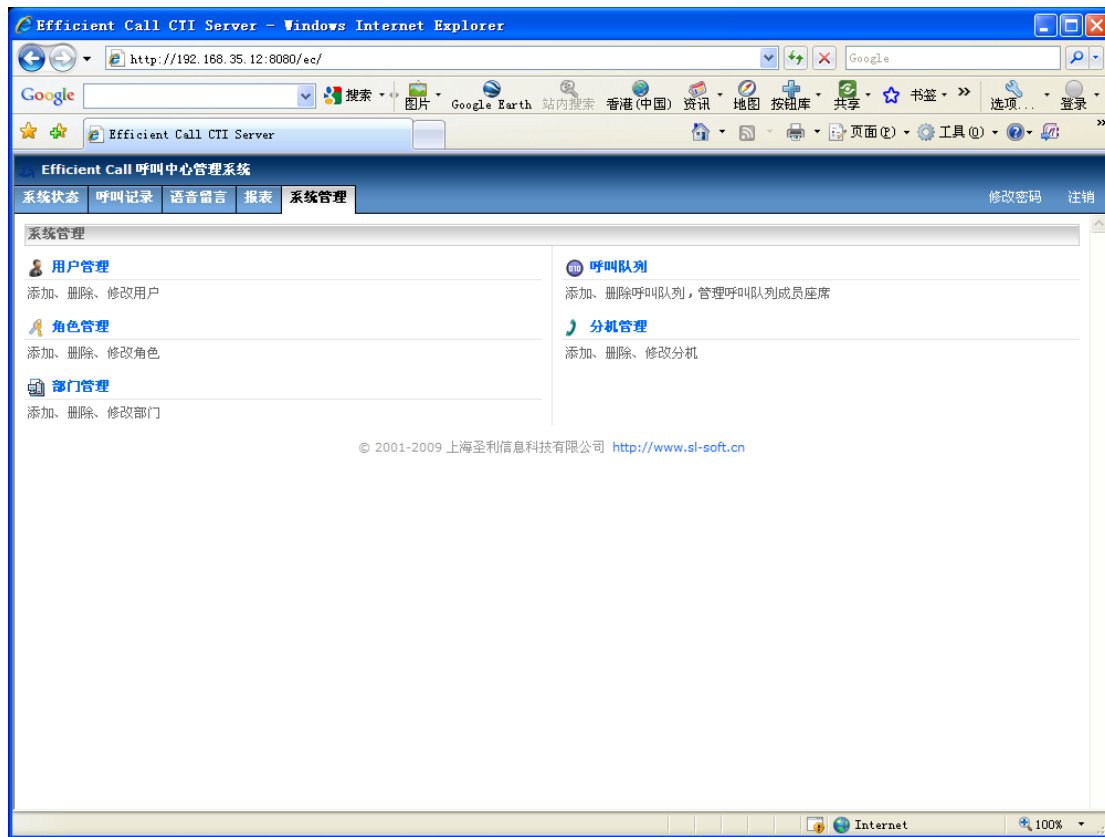 Efficient Call CTI Server - Windows Internet Explorer
http://192.168.35.12:8080/ec/
Google
Google 搜索 图片 Google Earth 站内搜索 香港(中国) 资讯 地图 按钮库 共享 书签 » 选项... 登录
Efficient Call CTI Server 页面(P) 工具(O) »
Efficient Call 呼叫中心管理系统
系统状态 呼叫记录 语音留言 报表 系统管理 修改密码 注销
系统管理
用户管理
添加、删除、修改用户
角色管理
添加、删除、修改角色
部门管理
添加、删除、修改部门
呼叫队列
添加、删除呼叫队列，管理呼叫队列成员座席
分机管理
添加、删除、修改分机
© 2001-2009 上海圣利信息科技有限公司 http://www.sl-soft.cn
Internet 100%